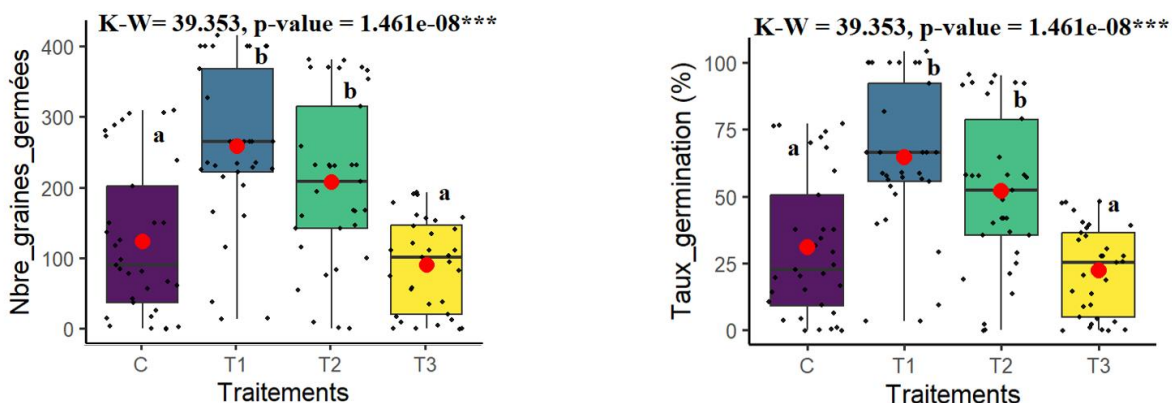 K-W= 39.353, p-value = 1.461e-08***
Nbre_graines_germées
400
300
200
100
0
a
b
b
a
C T1 T2 T3
Traitements
K-W = 39.353, p-value = 1.461e-08***
Taux_germination (%)
100
75
50
25
0
a
b
b
a
C T1 T2 T3
Traitements